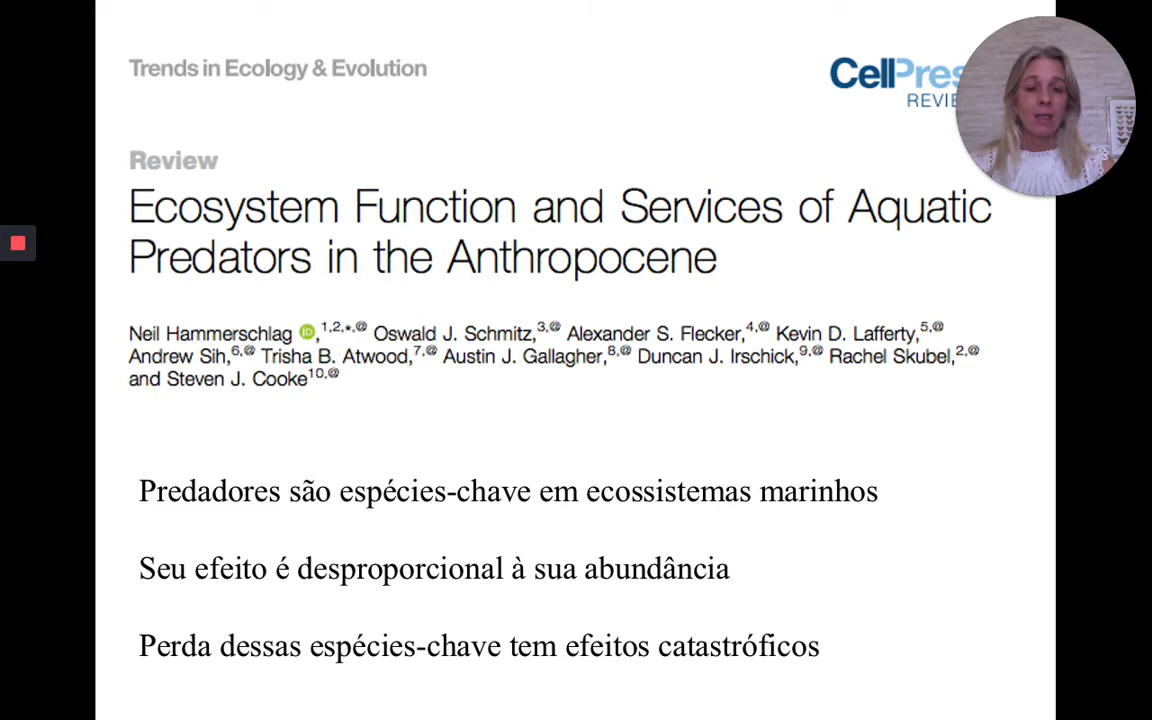 Trends in Ecology & Evolution
CellPres
REVIE
Review
Ecosystem Function and Services of Aquatic
Predators in the Anthropocene
Neil Hammerschlag iD,1,2,*,@ Oswald J. Schmitz,3,@ Alexander S. Flecker,4,@ Kevin D. Lafferty,5,@
Andrew Sih,6,@ Trisha B. Atwood,7,@ Austin J. Gallagher,8,@ Duncan J. Irschick,9,@ Rachel Skubel,2,@
and Steven J. Cooke10,@
Predadores são espécies-chave em ecossistemas marinhos
Seu efeito é desproporcional à sua abundância
Perda dessas espécies-chave tem efeitos catastróficos